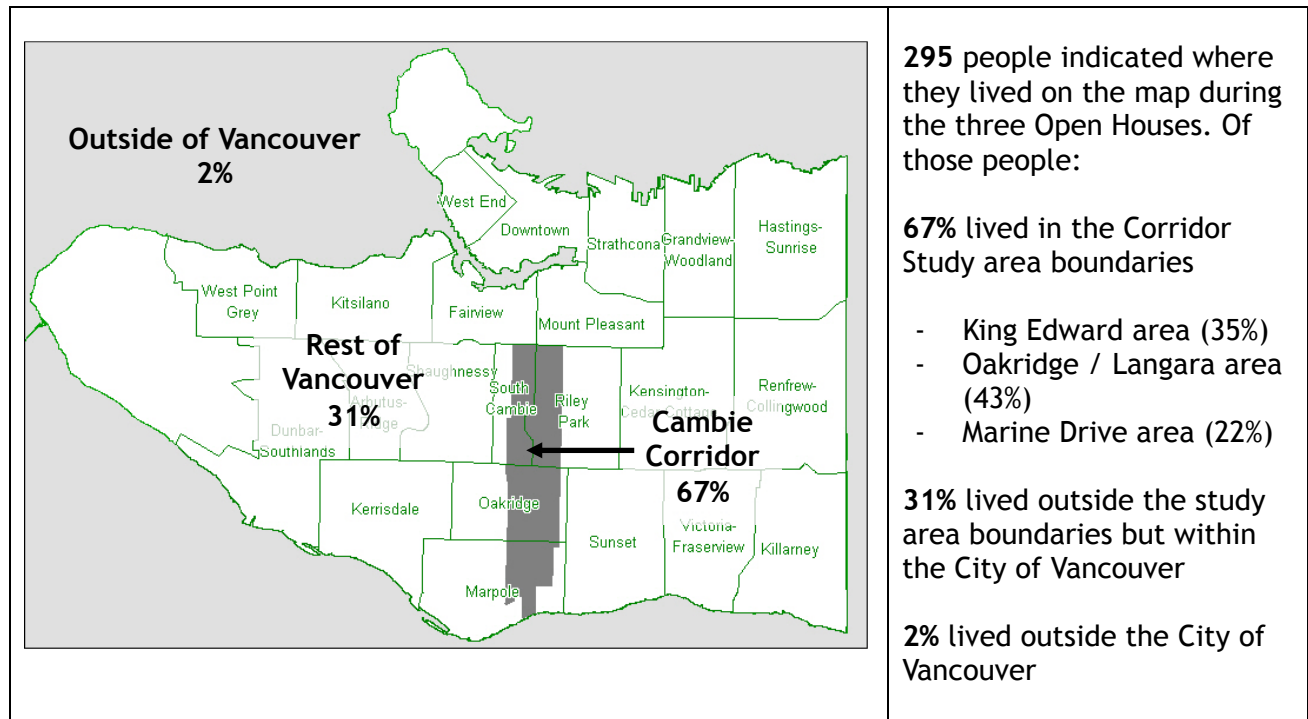 Outside of Vancouver
2%
West End
Downtown
Strathcona
Grandview-
Woodland
Hastings-
Sunrise
West Point
Grey
Kitsilano
Fairview
Mount Pleasant
Rest of
Vancouver
31%
Shaughnessy
Arbutus-
Ridge
Dunbar-
Southlands
South
Cambie
Riley
Park
Kensington-
Cedar Cottage
Renfrew-
Collingwood
Cambie
Corridor
67%
Kerrisdale
Oakridge
Marpole
Sunset
Victoria-
Fraserview
Killarney
295 people indicated where
they lived on the map during
the three Open Houses. Of
those people:
67% lived in the Corridor
Study area boundaries
- King Edward area (35%)
- Oakridge / Langara area
(43%)
- Marine Drive area (22%)
31% lived outside the study
area boundaries but within
the City of Vancouver
2% lived outside the City of
Vancouver